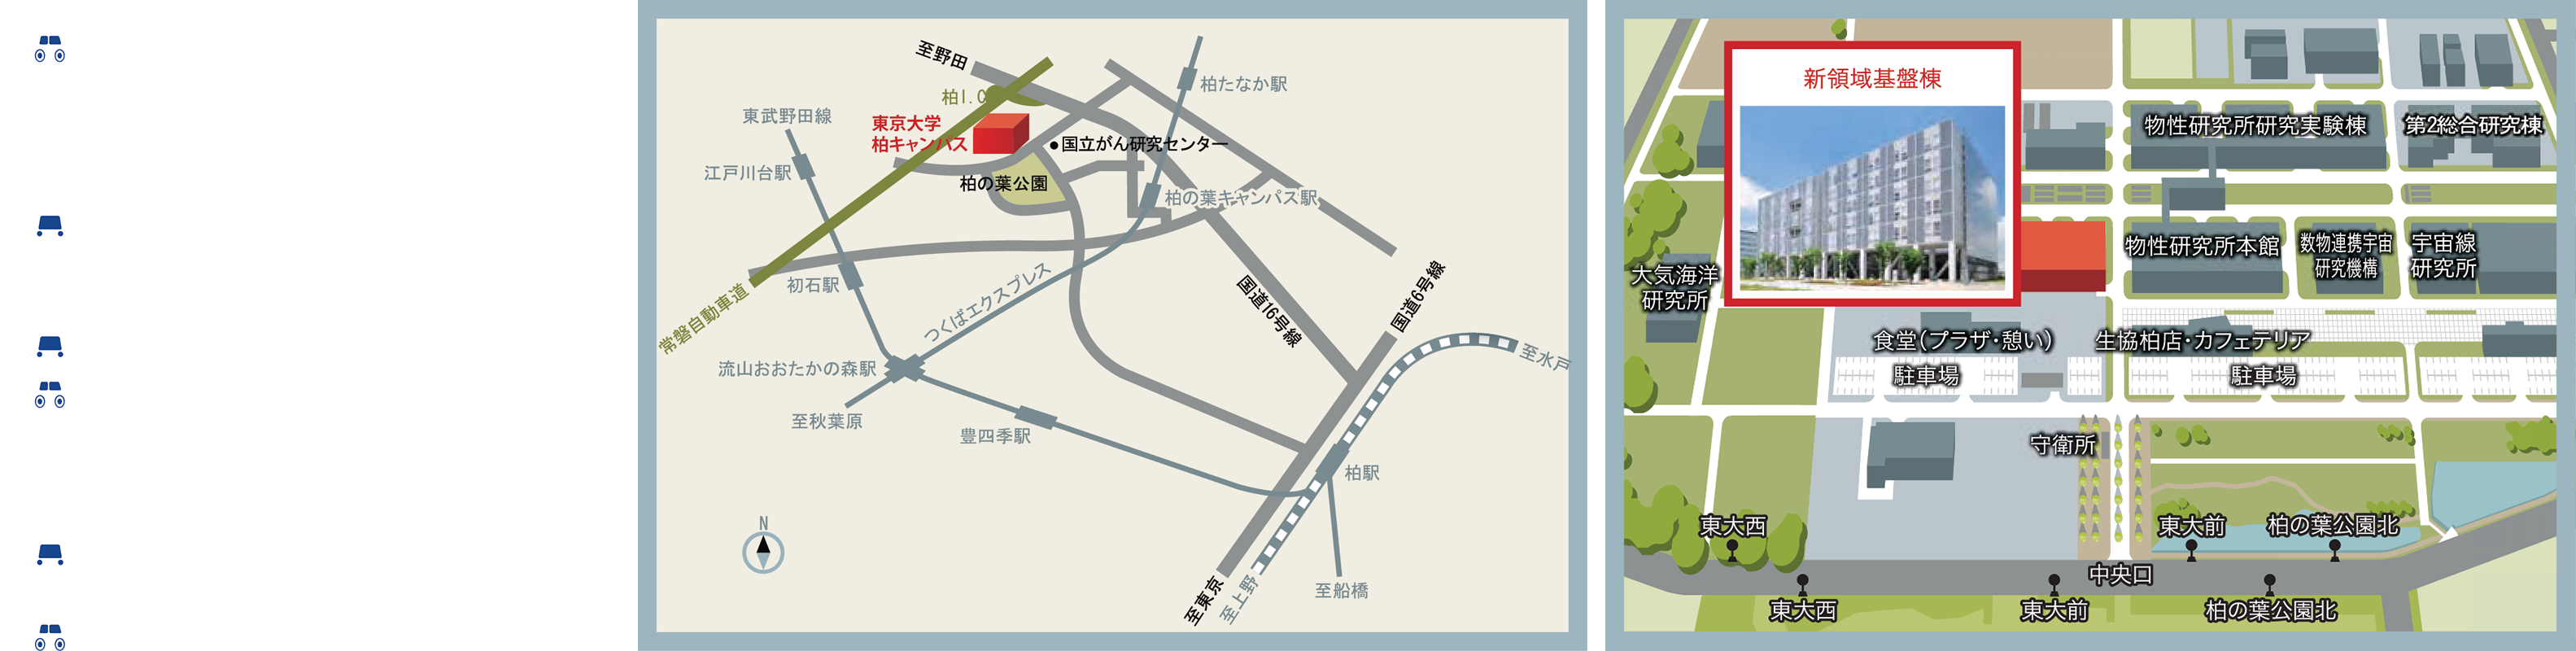 至野田
柏I.C
柏たなか駅
東武野田線
東京大学
柏キャンパス
国立がん研究センター
江戸川台駅
柏の葉公園
柏の葉キャンパス駅
初石駅
つくばエクスプレス
常磐自動車道
国道16号線
国道6号線
流山おおたかの森駅
至水戸
至秋葉原
豊四季駅
柏駅
N
至船橋
至東京
至上野
新領域基盤棟
物性研究所研究実験棟
第2総合研究棟
物性研究所本館
数物連携宇宙
研究機構
宇宙線
研究所
大気海洋
研究所
食堂(プラザ・憩い)
生協柏店・カフェテリア
駐車場
駐車場
守衛所
東大西
東大前
柏の葉公園北
中央口
東大西
東大前
柏の葉公園北